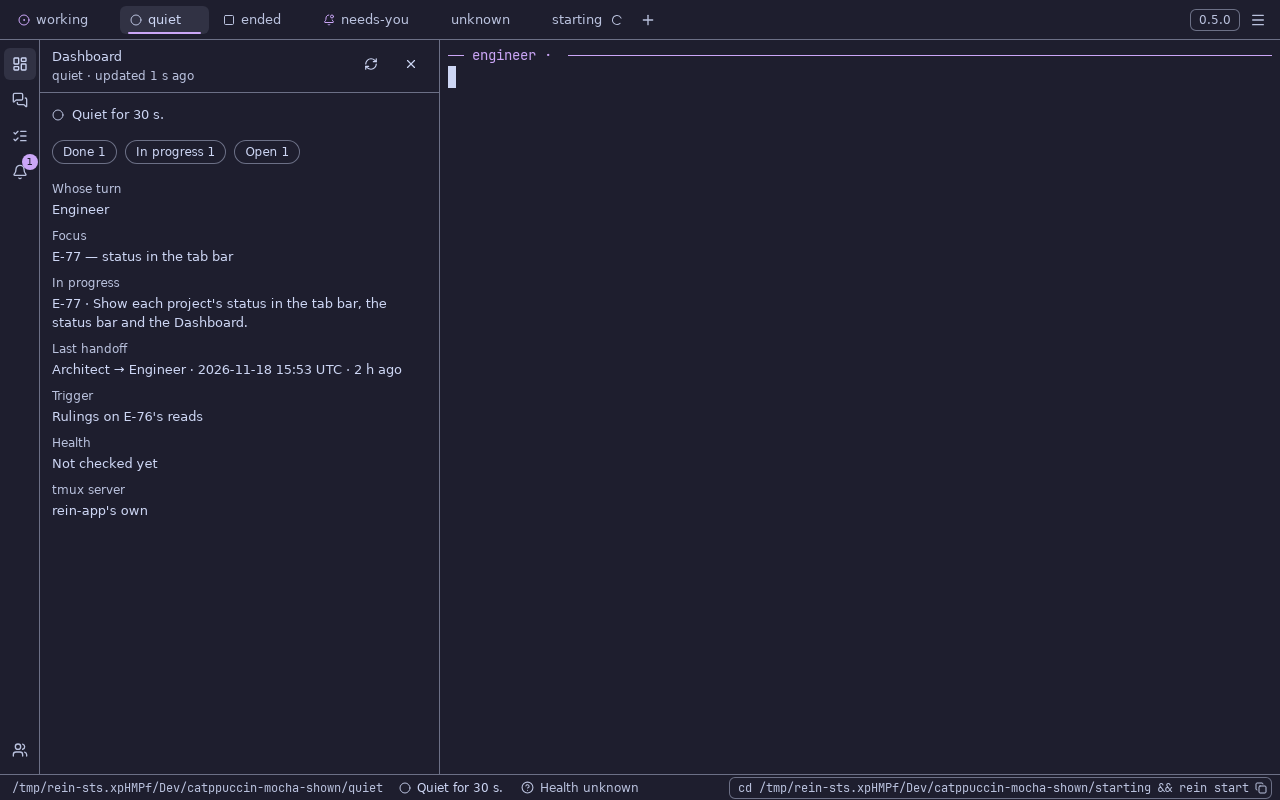 working
quiet
ended
needs-you
unknown
starting
0.5.0
Dashboard
quiet · updated 1 s ago
1
Quiet for 30 s.
Done 1
In progress 1
Open 1
Whose turn
Engineer
Focus
E-77 — status in the tab bar
In progress
E-77 · Show each project's status in the tab bar, the
status bar and the Dashboard.
Last handoff
Architect → Engineer · 2026-11-18 15:53 UTC · 2 h ago
Trigger
Rulings on E-76's reads
Health
Not checked yet
tmux server
rein-app's own
engineer ·
/tmp/rein-sts.xpHMPf/Dev/catppuccin-mocha-shown/quiet
Quiet for 30 s.
Health unknown
cd /tmp/rein-sts.xpHMPf/Dev/catppuccin-mocha-shown/starting && rein start